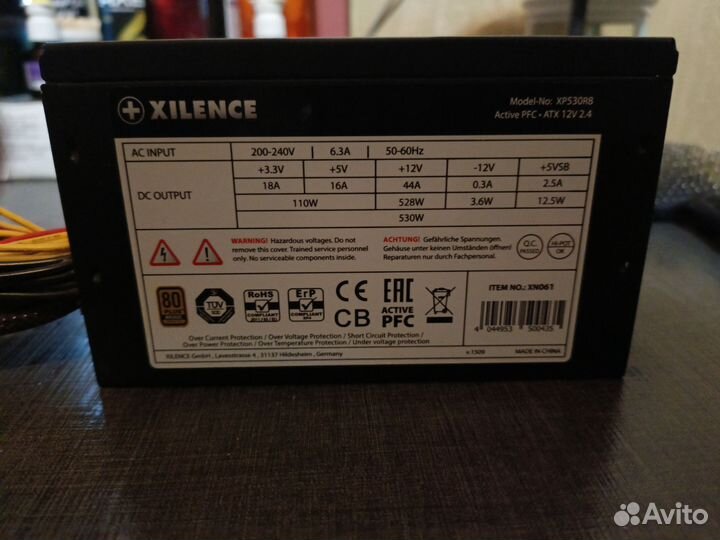 XILENCE
Model-No: XP530R8
Active PFC • ATX 12V 2.4
AC INPUT 200-240V 6.3A 50-60Hz
DC OUTPUT +3.3V +5V +12V -12V +5VSB
18A 16A 44A 0.3A 2.5A
110W 528W 3.6W 12.5W
530W
WARNING! Hazardous voltages. Do not
remove this cover. Trained service personnel
only. No serviceable components inside.
ACHTUNG! Gefährliche Spannungen.
Gehäuse unter keinen Umständen öffnen!
Reparaturen nur durch Fachpersonal.
Q.C.
PASSED
HI-POT
OK
80
PLUS
TÜV
SÜD
RoHS
COMPLIANT
ErP
COMPLIANT
CE
CB
EAC
ACTIVE
PFC
ITEM NO.: XN061
4 044953 500435
Over Current Protection / Over Voltage Protection / Short Circuit Protection /
Over Power Protection / Over Temperature Protection / Under voltage protection
XILENCE GmbH , Lavesstrasse 4 , 31137 Hildesheim , Germany
v.1509
MADE IN CHINA
Avito